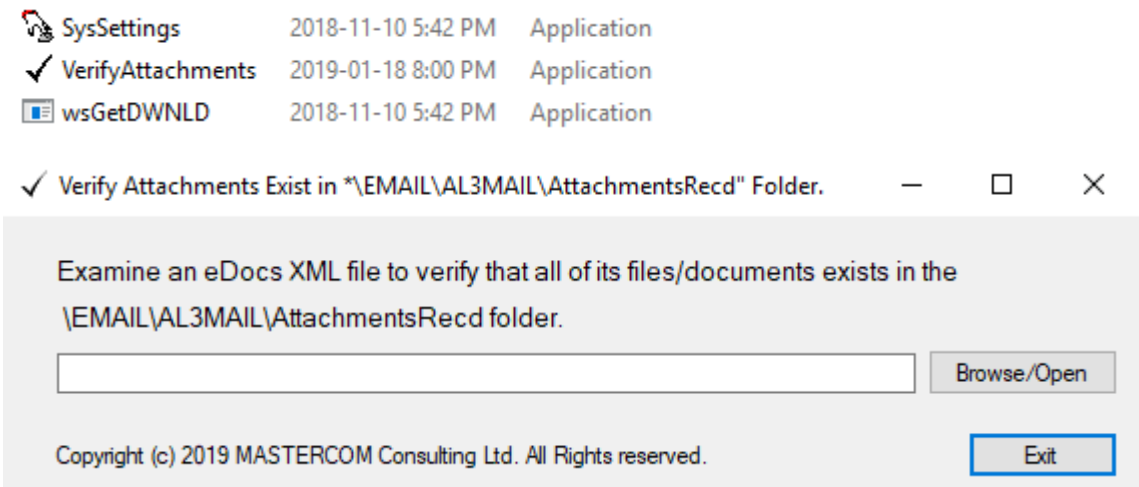 SysSettings 2018-11-10 5:42 PM Application
VerifyAttachments 2019-01-18 8:00 PM Application
wsGetDWNLD 2018-11-10 5:42 PM Application
Verify Attachments Exist in *\EMAIL\AL3MAIL\AttachmentsRecd" Folder.
Examine an eDocs XML file to verify that all of its files/documents exists in the
\EMAIL\AL3MAIL\AttachmentsRecd folder.
Browse/Open
Copyright (c) 2019 MASTERCOM Consulting Ltd. All Rights reserved.
Exit